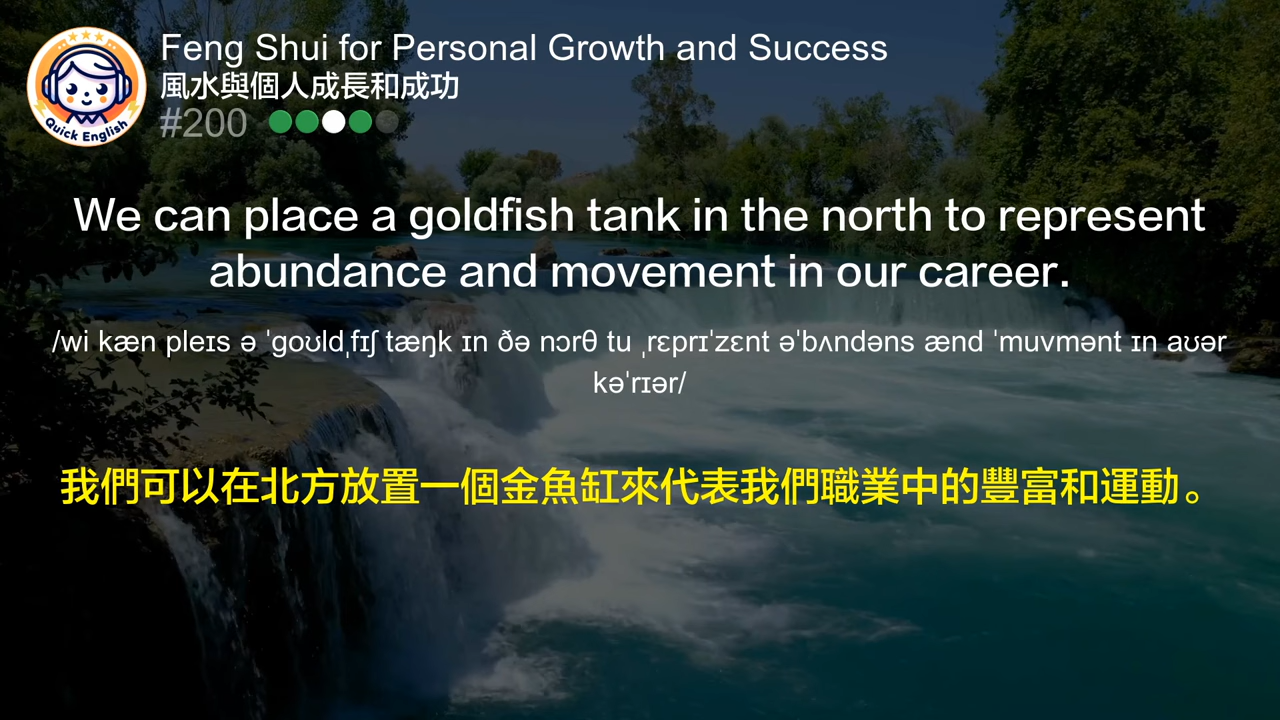 Feng Shui for Personal Growth and Success
風水與個人成長和成功
#200
Quick English
We can place a goldfish tank in the north to represent
abundance and movement in our career.
/wi kæn pleɪs ə ˈɡoʊldˌfɪʃ tæŋk ɪn ðə nɔrθ tu ˌrɛprɪˈzɛnt əˈbʌndəns ænd ˈmuvmənt ɪn aʊər
kəˈrɪər/
我們可以在北方放置一個金魚缸來代表我們職業中的豐富和運動。